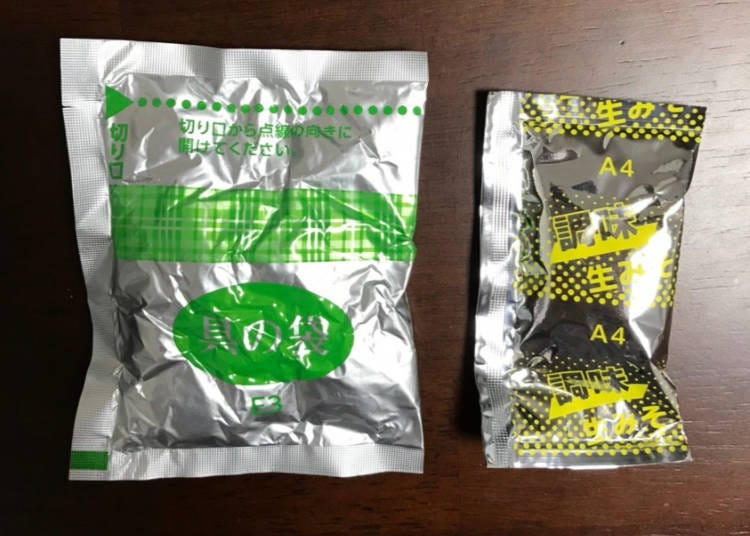 切り口から点線の向きに
開けてください。
切り口
具の袋
E3
生みそ
A4
調味
生みそ
A4
調味
生みそ